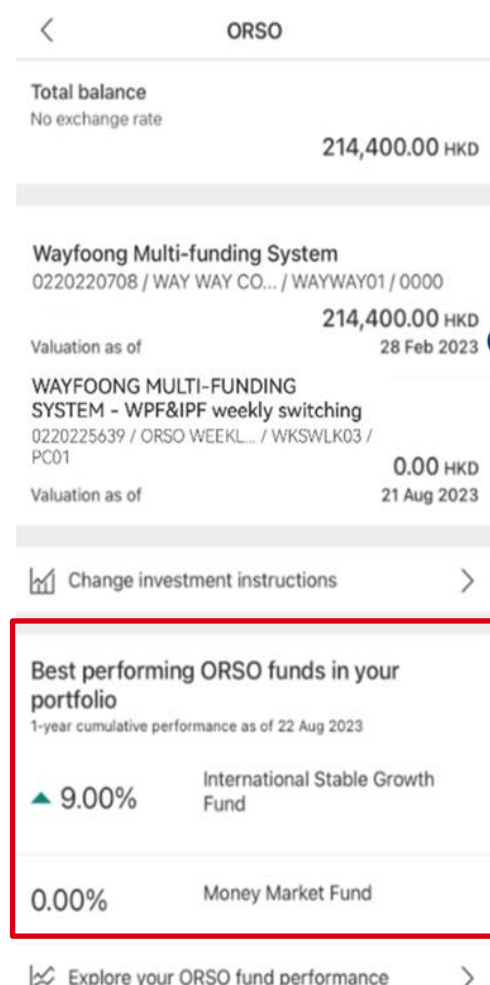 ORSO
Total balance
No exchange rate
214,400.00 HKD
Wayfoong Multi-funding System
0220220708 / WAY WAY CO... / WAYWAY01 / 0000
214,400.00 HKD
Valuation as of 28 Feb 2023
WAYFOONG MULTI-FUNDING
SYSTEM - WPF&IPF weekly switching
0220225639 / ORSO WEEKL... / WKSWLK03 /
PC01
0.00 HKD
Valuation as of 21 Aug 2023
Change investment instructions
Best performing ORSO funds in your
portfolio
1-year cumulative performance as of 22 Aug 2023
9.00% International Stable Growth
Fund
0.00% Money Market Fund
Explore your ORSO fund performance